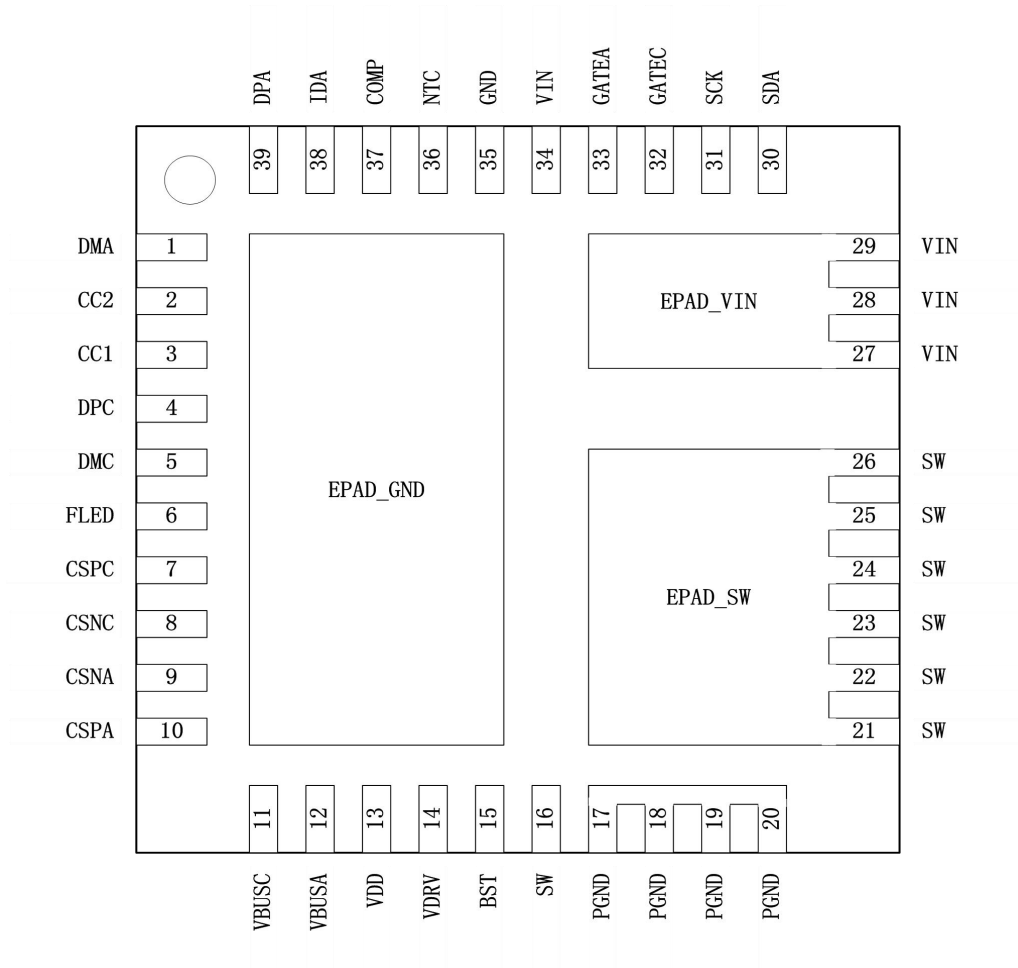 DPA IDA COMP NTC GND VIN GATEA GATEC SCK SDA
39 38 37 36 35 34 33 32 31 30
DMA 1 29 VIN
CC2 2 EPAD_VIN 28 VIN
CC1 3 27 VIN
DPC 4
DMC 5 26 SW
EPAD_GND
FLED 6 25 SW
CSPC 7 24 SW
EPAD_SW
CSNC 8 23 SW
CSNA 9 22 SW
CSPA 10 21 SW
11 12 13 14 15 16 17 18 19 20
VBUSC VBUSA VDD VDRV BST SW PGND PGND PGND PGND